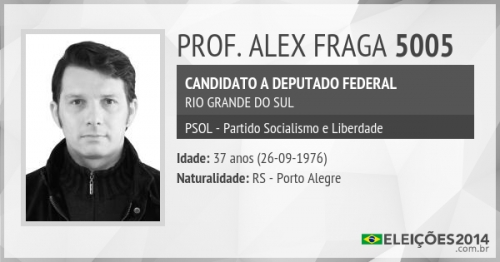 PROF. ALEX FRAGA 5005
CANDIDATO A DEPUTADO FEDERAL
RIO GRANDE DO SUL
PSOL - Partido Socialismo e Liberdade
Idade: 37 anos (26-09-1976)
Naturalidade: RS - Porto Alegre
ELEIÇÕES2014
.com.br